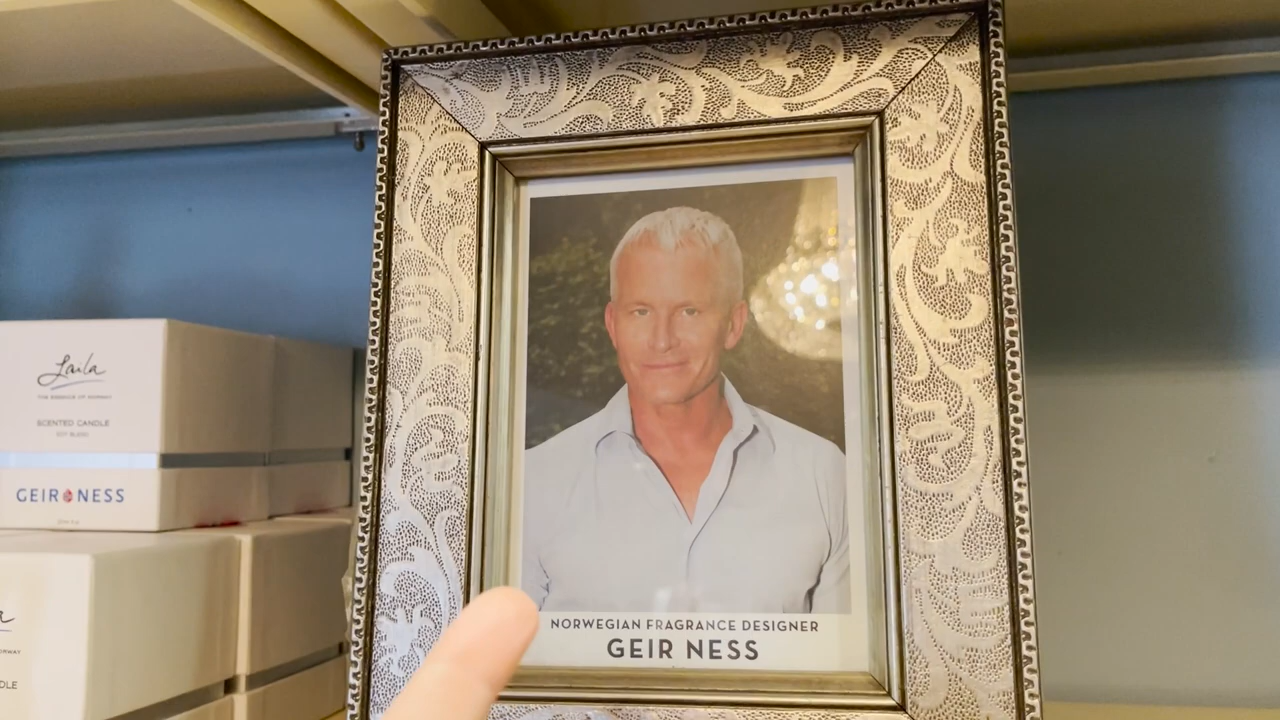 Laila
THE ESSENCE OF NORWAY
SCENTED CANDLE
SOY BLEND
GEIR NESS
NORWEGIAN FRAGRANCE DESIGNER
GEIR NESS